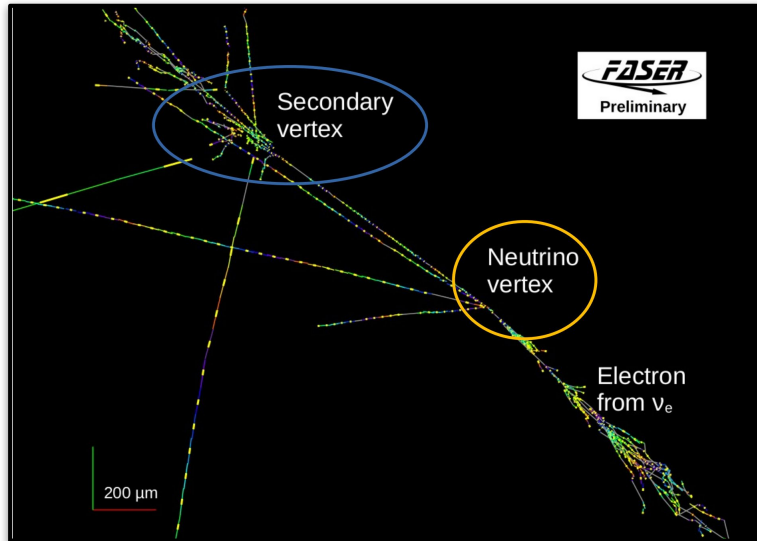 FASER
Preliminary
Secondary
vertex
Neutrino
vertex
Electron
from νₑ
200 μm